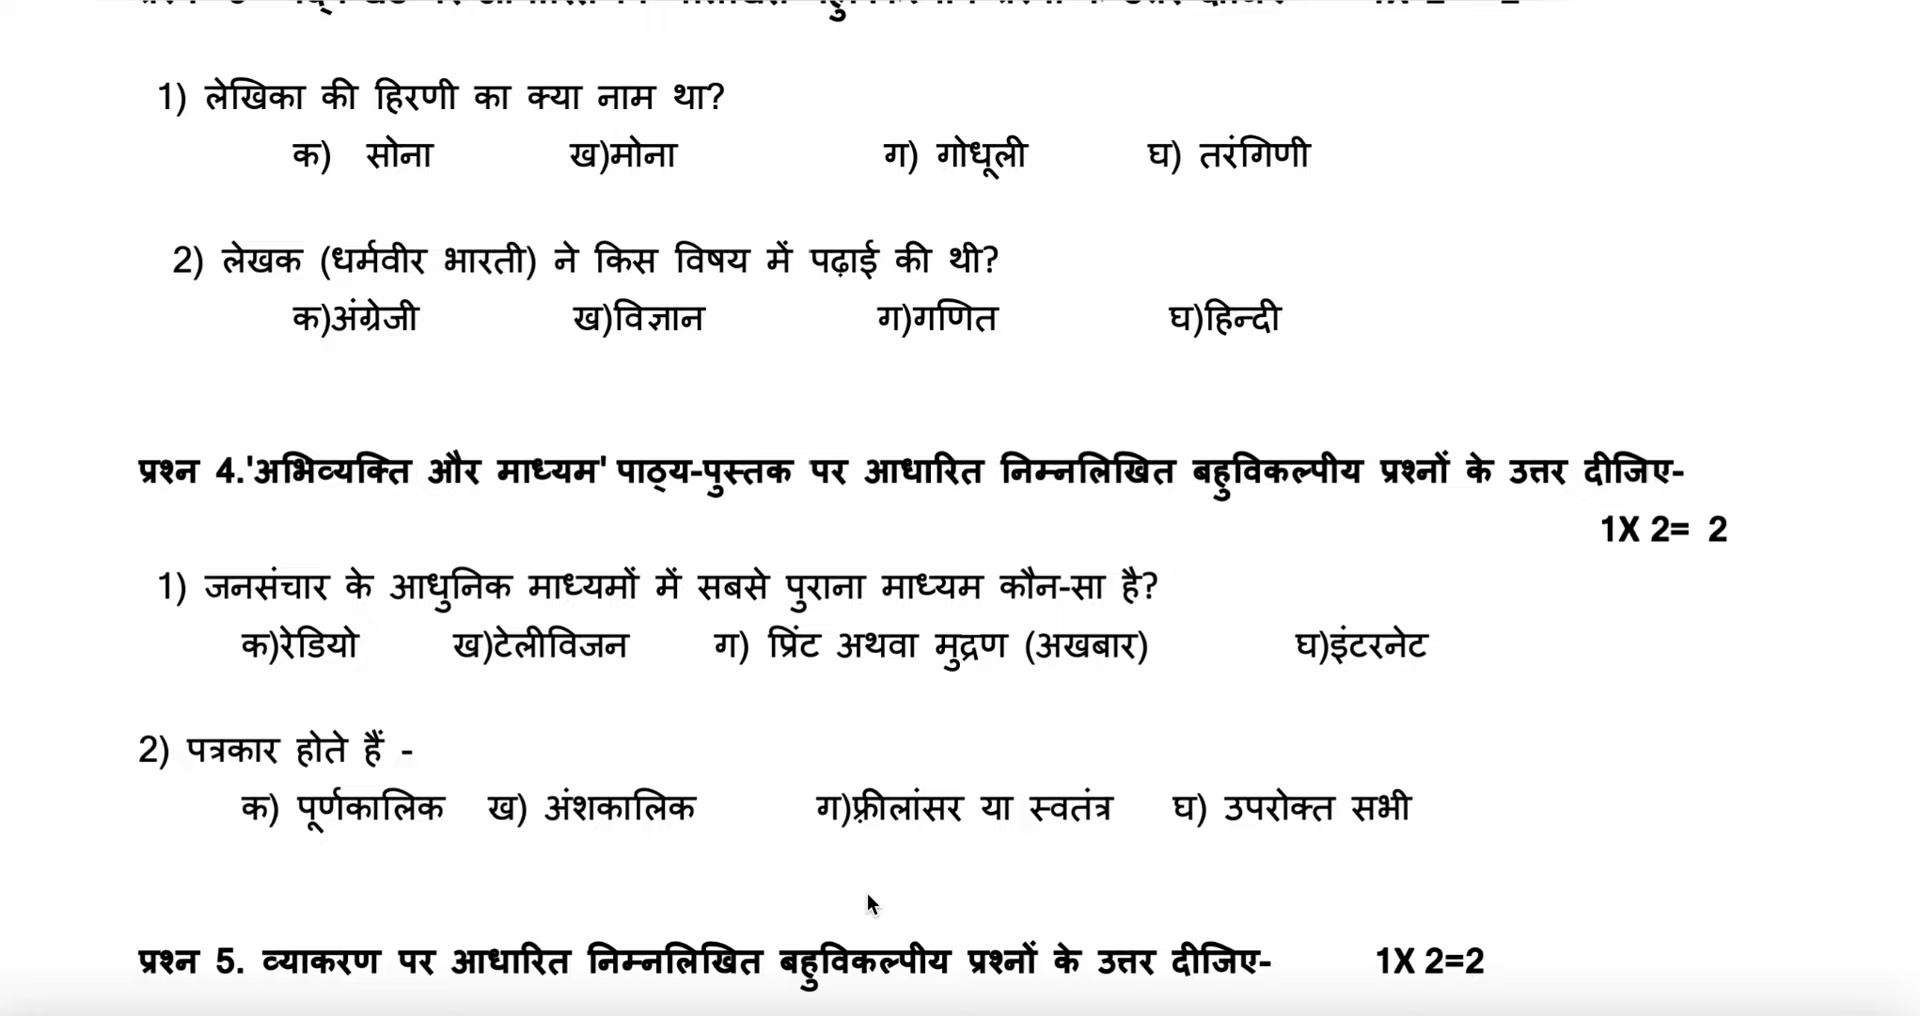 1) लेखिका की हिरणी का क्या नाम था?
क) सोना ख)मोना ग) गोधूली घ) तरंगिणी
2) लेखक (धर्मवीर भारती) ने किस विषय में पढ़ाई की थी?
क)अंग्रेजी ख)विज्ञान ग)गणित घ)हिन्दी
प्रश्न 4.'अभिव्यक्ति और माध्यम' पाठ्य-पुस्तक पर आधारित निम्नलिखित बहुविकल्पीय प्रश्नों के उत्तर दीजिए-
1X 2= 2
1) जनसंचार के आधुनिक माध्यमों में सबसे पुराना माध्यम कौन-सा है?
क)रेडियो ख)टेलीविजन ग) प्रिंट अथवा मुद्रण (अखबार) घ)इंटरनेट
2) पत्रकार होते हैं -
क) पूर्णकालिक ख) अंशकालिक ग)फ्रीलांसर या स्वतंत्र घ) उपरोक्त सभी
प्रश्न 5. व्याकरण पर आधारित निम्नलिखित बहुविकल्पीय प्रश्नों के उत्तर दीजिए- 1X 2=2